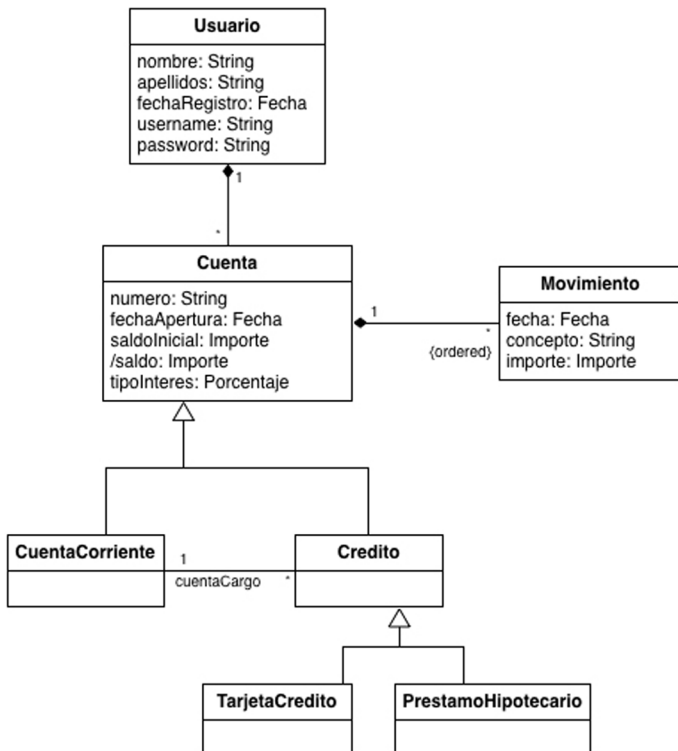 Usuario
nombre: String
apellidos: String
fechaRegistro: Fecha
username: String
password: String
1
*
Cuenta
numero: String
fechaApertura: Fecha
saldoInicial: Importe
/saldo: Importe
tipoInteres: Porcentaje
1
*
{ordered}
Movimiento
fecha: Fecha
concepto: String
importe: Importe
CuentaCorriente
1
cuentaCargo
*
Credito
TarjetaCredito
PrestamoHipotecario